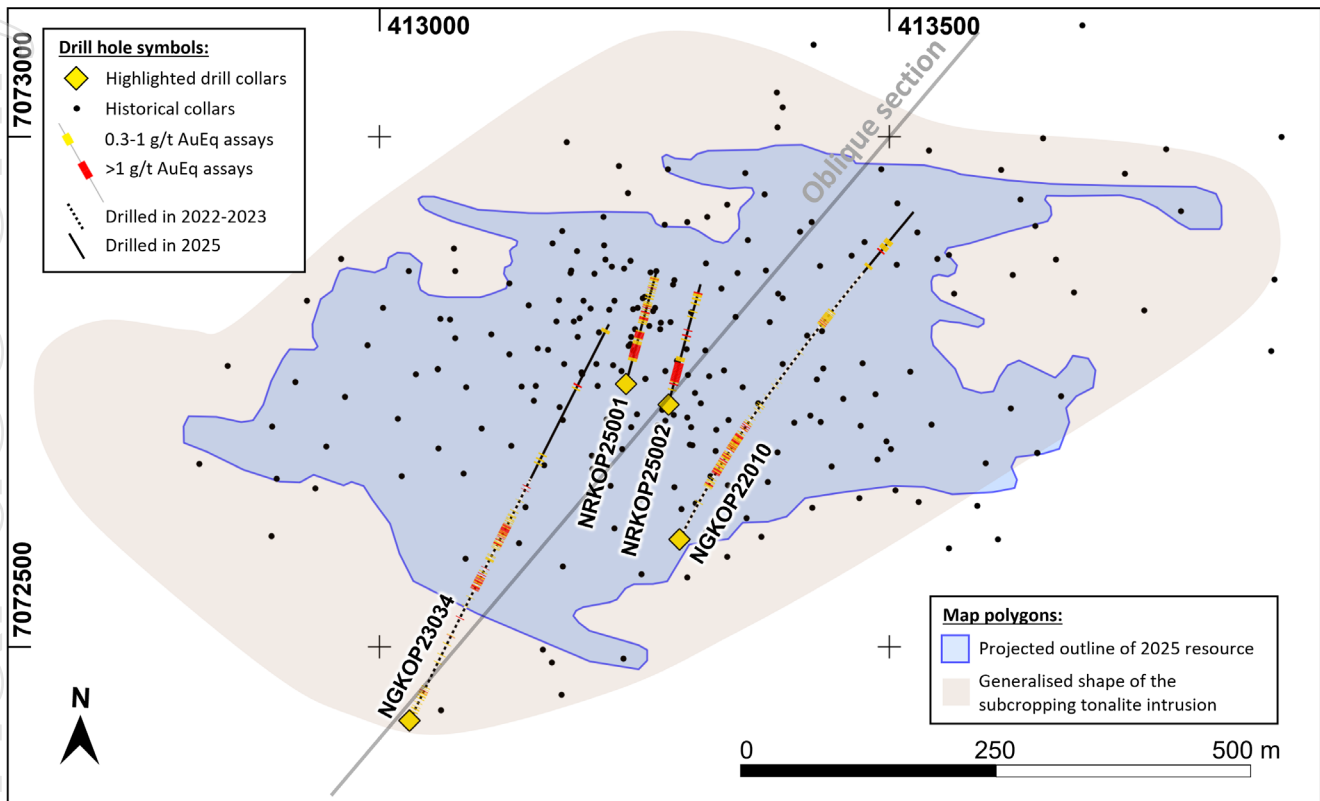 413000
413500
7073000
7072500
Drill hole symbols:
Highlighted drill collars
Historical collars
0.3-1 g/t AuEq assays
>1 g/t AuEq assays
Drilled in 2022-2023
Drilled in 2025
Oblique section
NRKOP25001
NRKOP25002
NGKOP22010
NGKOP23034
N
Map polygons:
Projected outline of 2025 resource
Generalised shape of the
subcropping tonalite intrusion
0 250 500 m